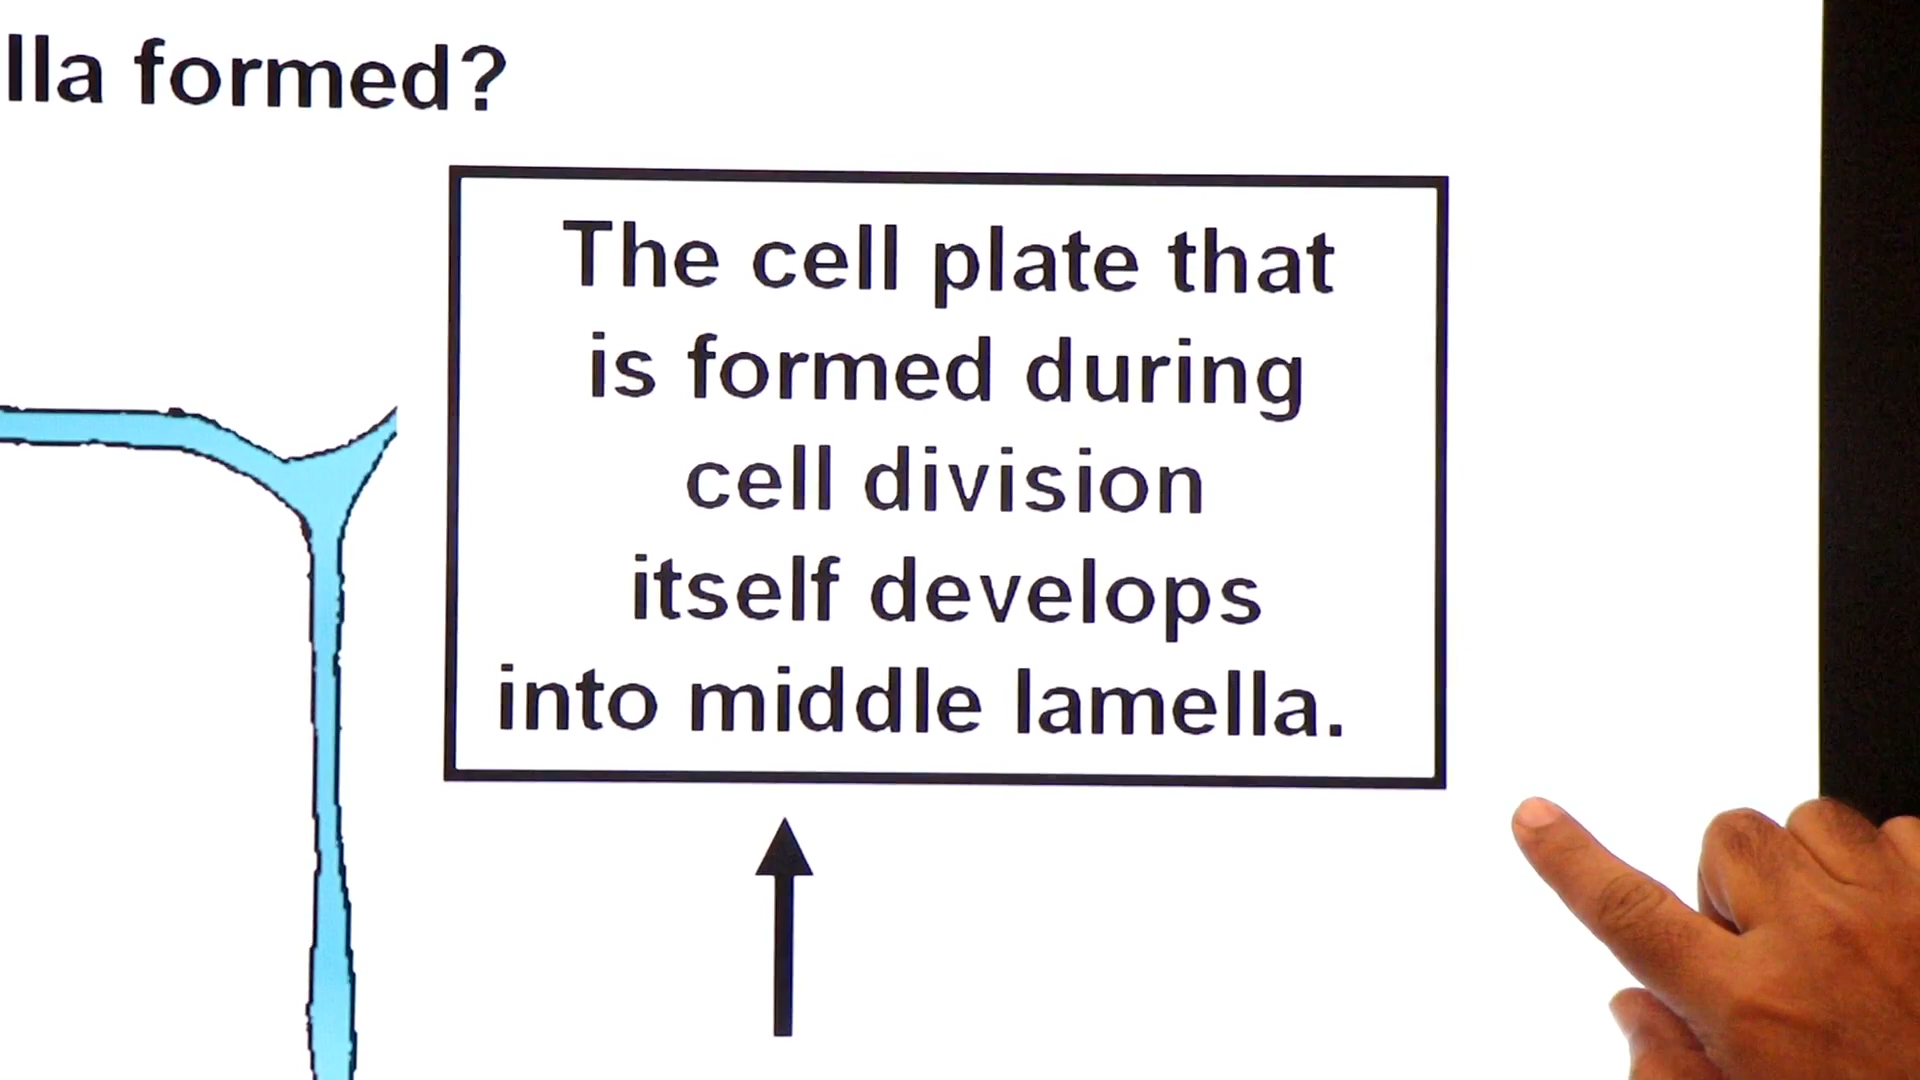 lla formed?
The cell plate that
is formed during
cell division
itself develops
into middle lamella.